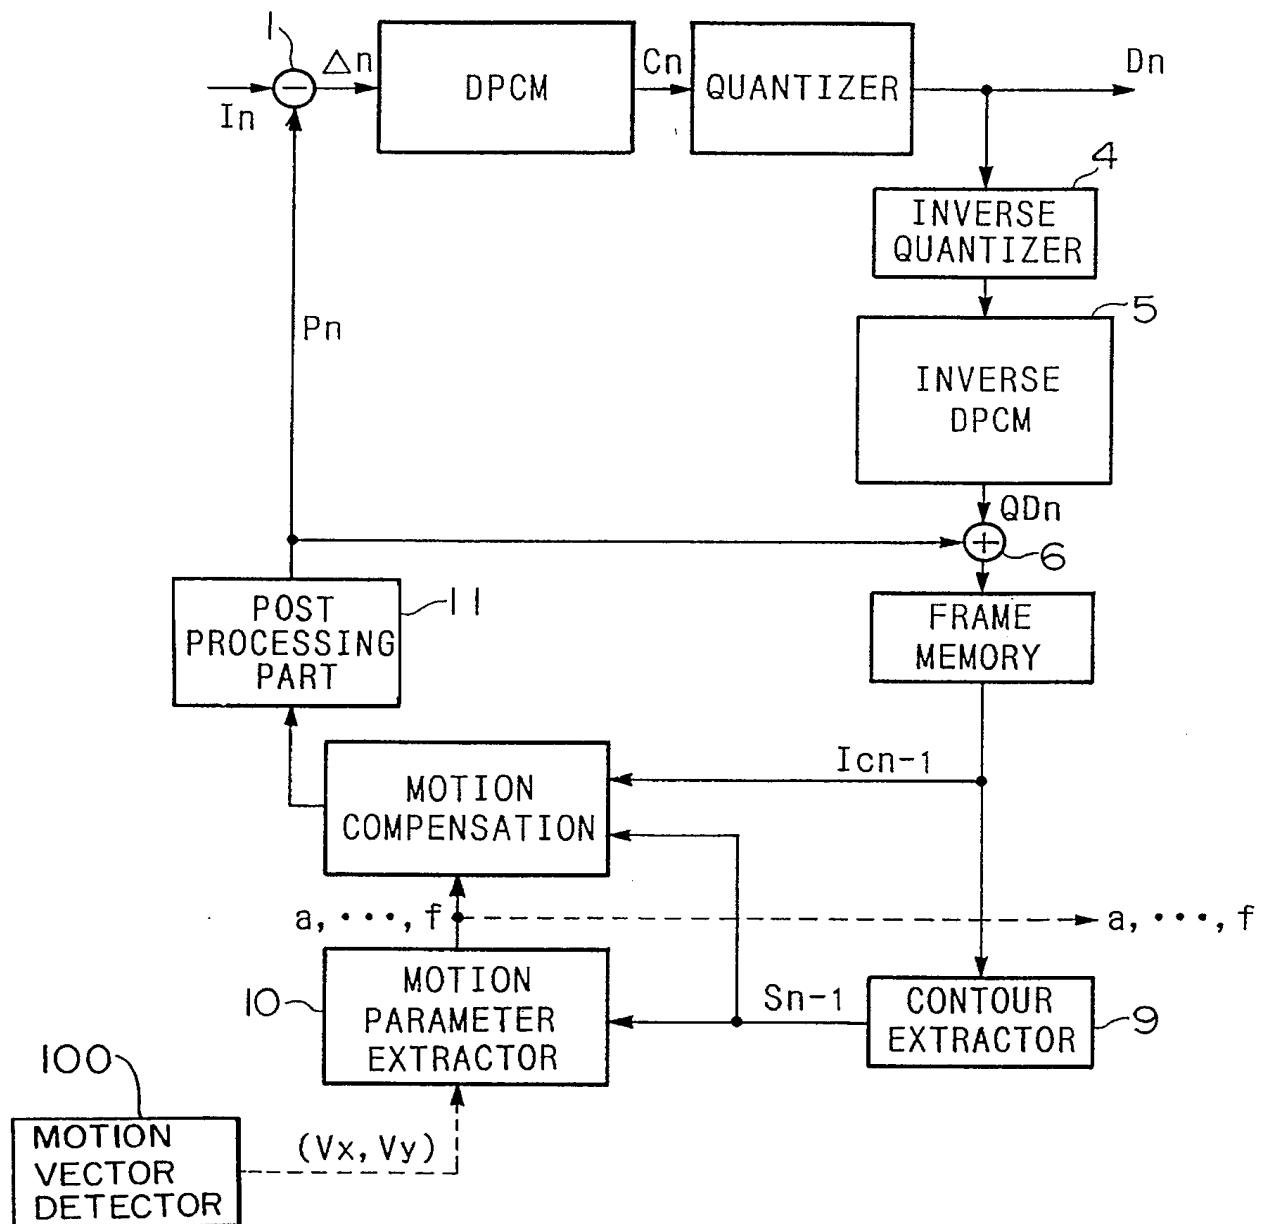 1
Δn
DPCM
Cn
QUANTIZER
Dn
In
4
INVERSE
QUANTIZER
Pn
5
INVERSE
DPCM
QDn
6
POST
PROCESSING
PART
11
FRAME
MEMORY
Icn-1
MOTION
COMPENSATION
a, ···, f
a, ···, f
MOTION
PARAMETER
EXTRACTOR
10
Sn-1
CONTOUR
EXTRACTOR
9
100
MOTION
VECTOR
DETECTOR
(Vx, Vy)